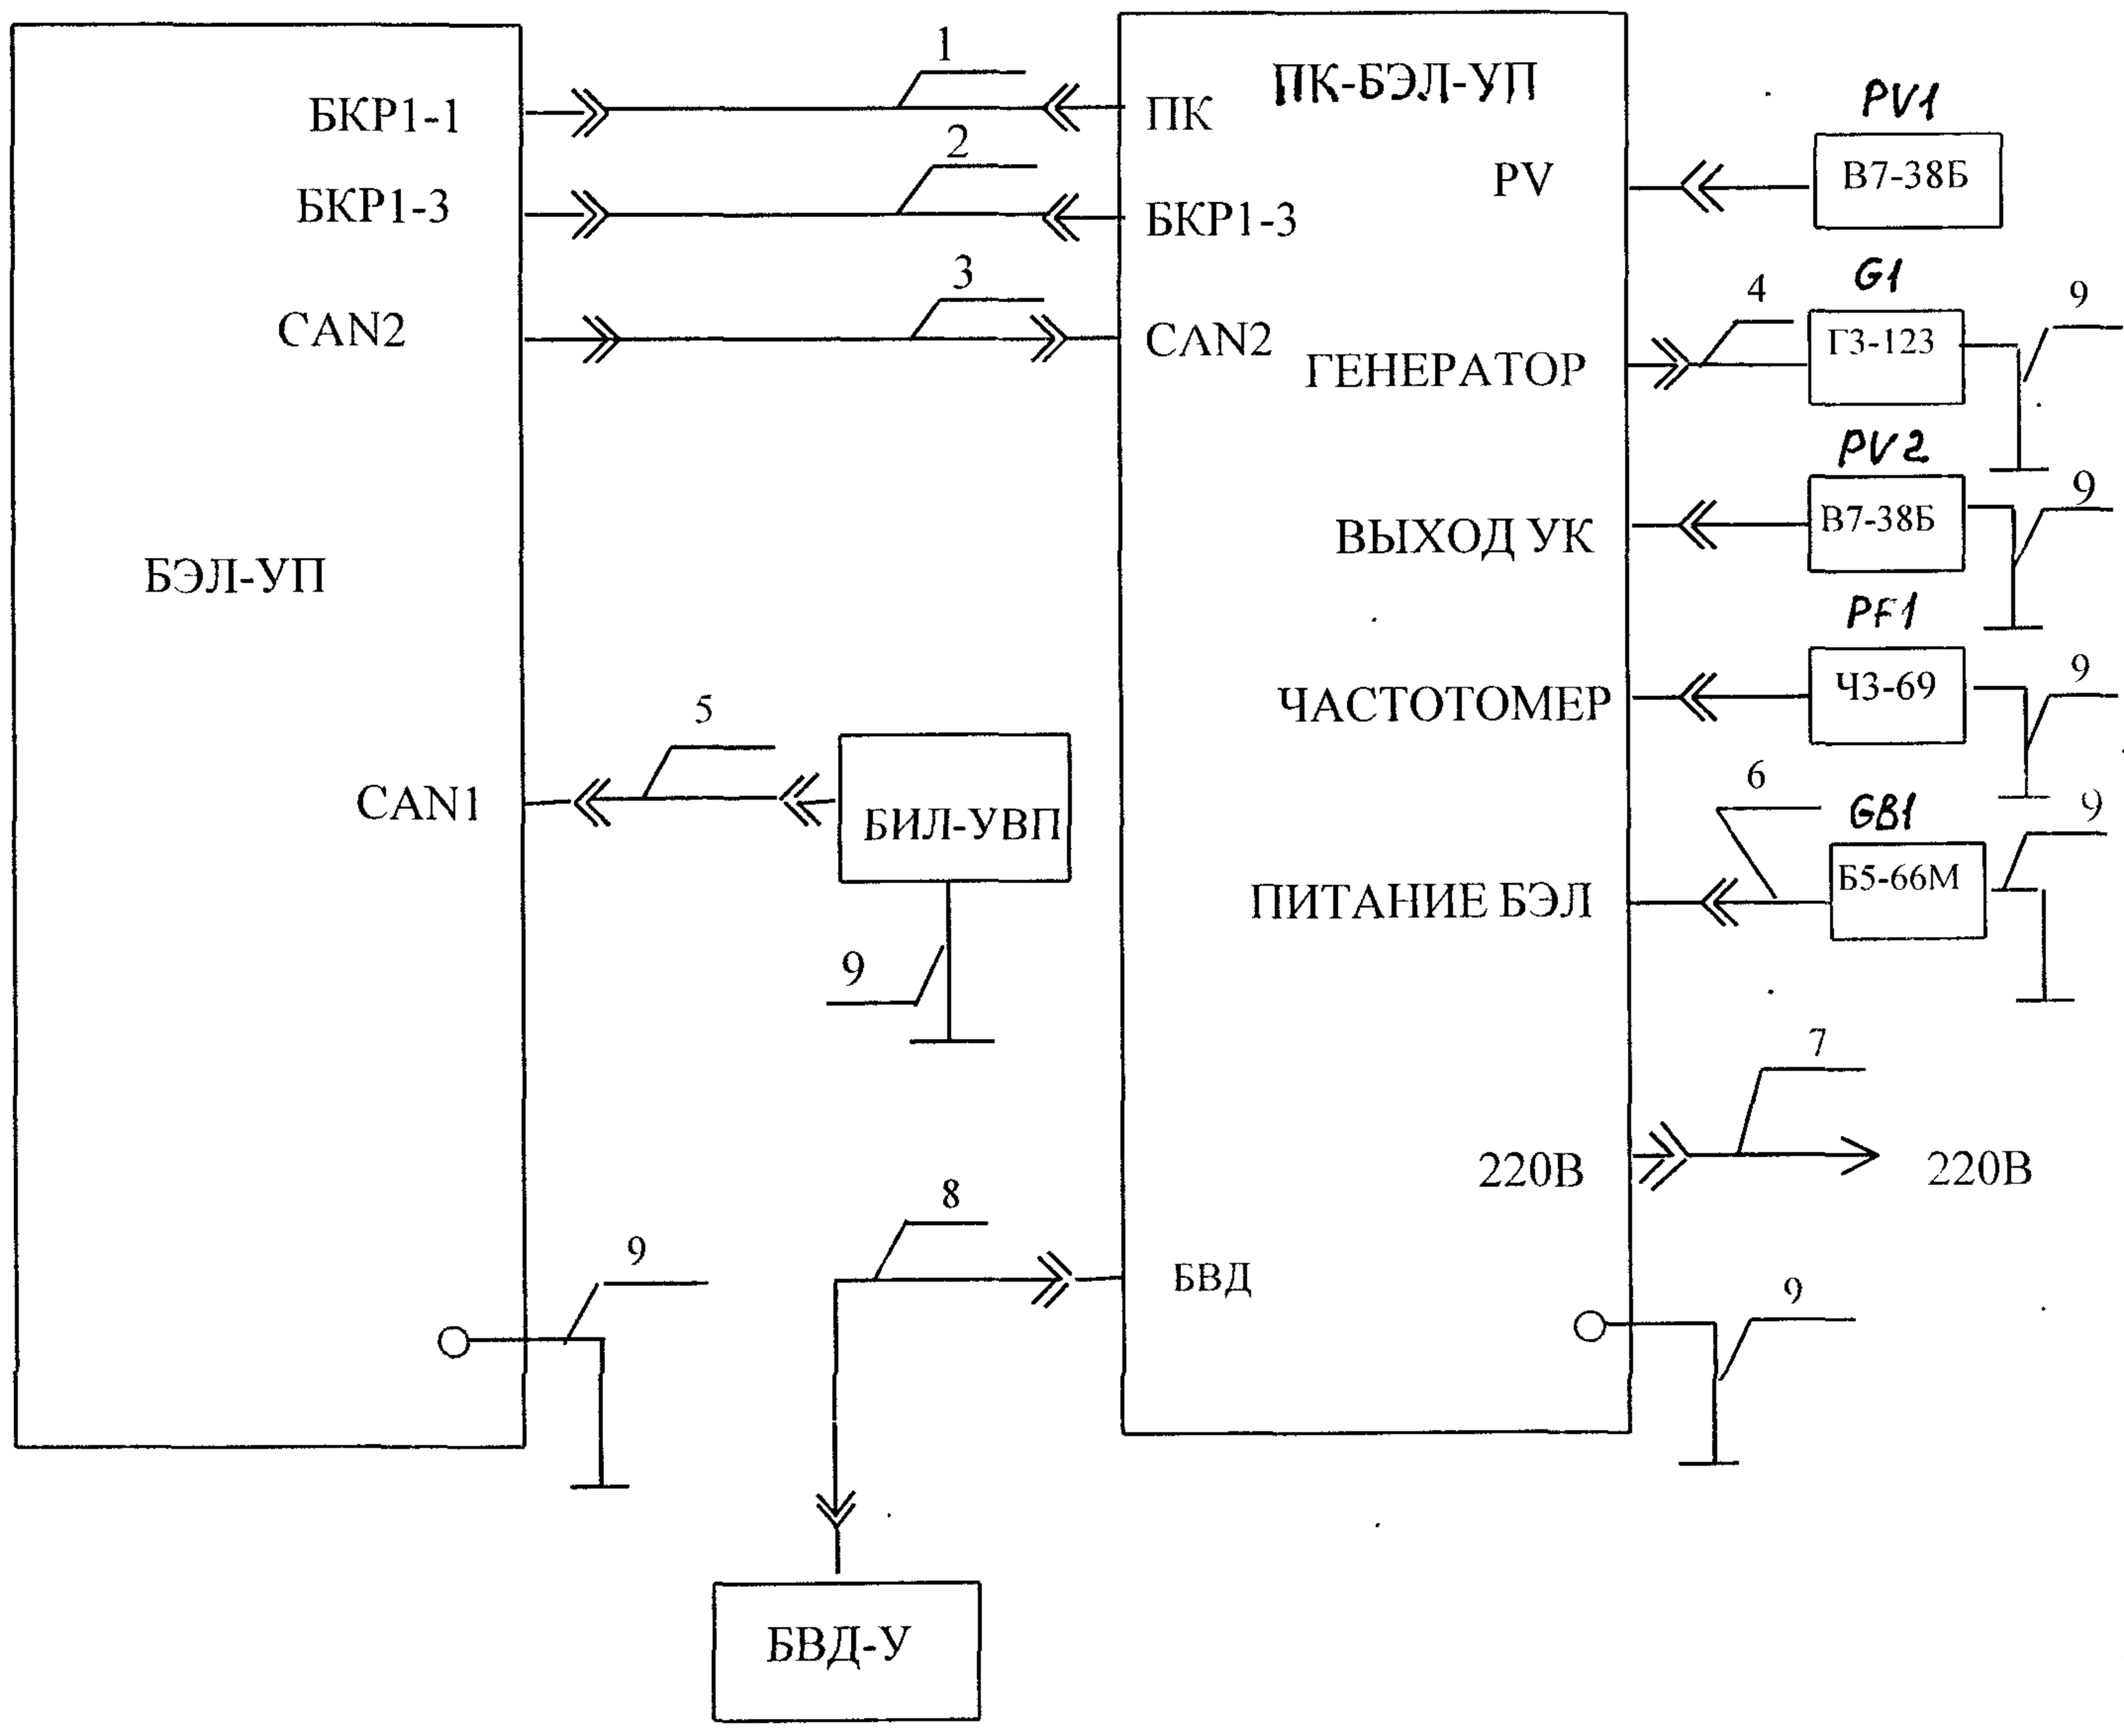 1
ПК-БЭЛ-УП
PV1
БКР1-1
ПК
2
PV
В7-38Б
БКР1-3
БКР1-3
3
G1
4
9
CAN2
CAN2
Г3-123
ГЕНЕРАТОР
PV2
9
ВЫХОД УК
В7-38Б
БЭЛ-УП
PF1
9
ЧАСТОТОМЕР
Ч3-69
5
6
CAN1
БИЛ-УВП
GB1
9
ПИТАНИЕ БЭЛ
Б5-66М
9
7
220В
220В
8
9
БВД
9
БВД-У